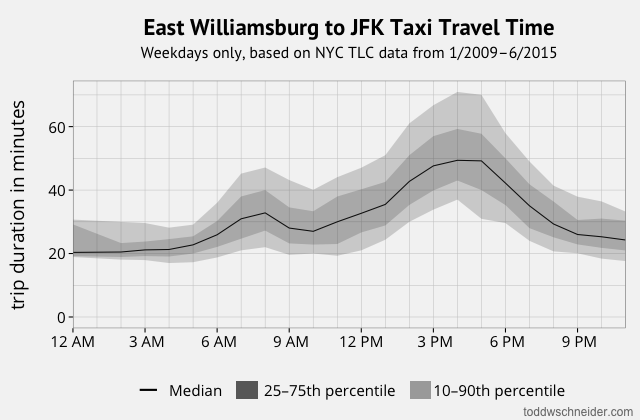 East Williamsburg to JFK Taxi Travel Time
Weekdays only, based on NYC TLC data from 1/2009–6/2015
trip duration in minutes
60
40
20
0
12 AM 3 AM 6 AM 9 AM 12 PM 3 PM 6 PM 9 PM
Median 25–75th percentile 10–90th percentile
toddwschneider.com